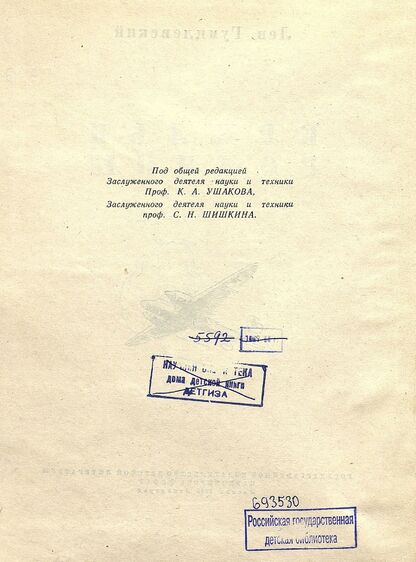 Под общей редакцией
Заслуженного деятеля науки и техники
Проф. К. А. УШАКОВА,
Заслуженного деятеля науки и техники
проф. С. Н. ШИШКИНА.
5592
дома детской книги
ДЕТГИЗА
693530
Российская государственная
детская библиотека